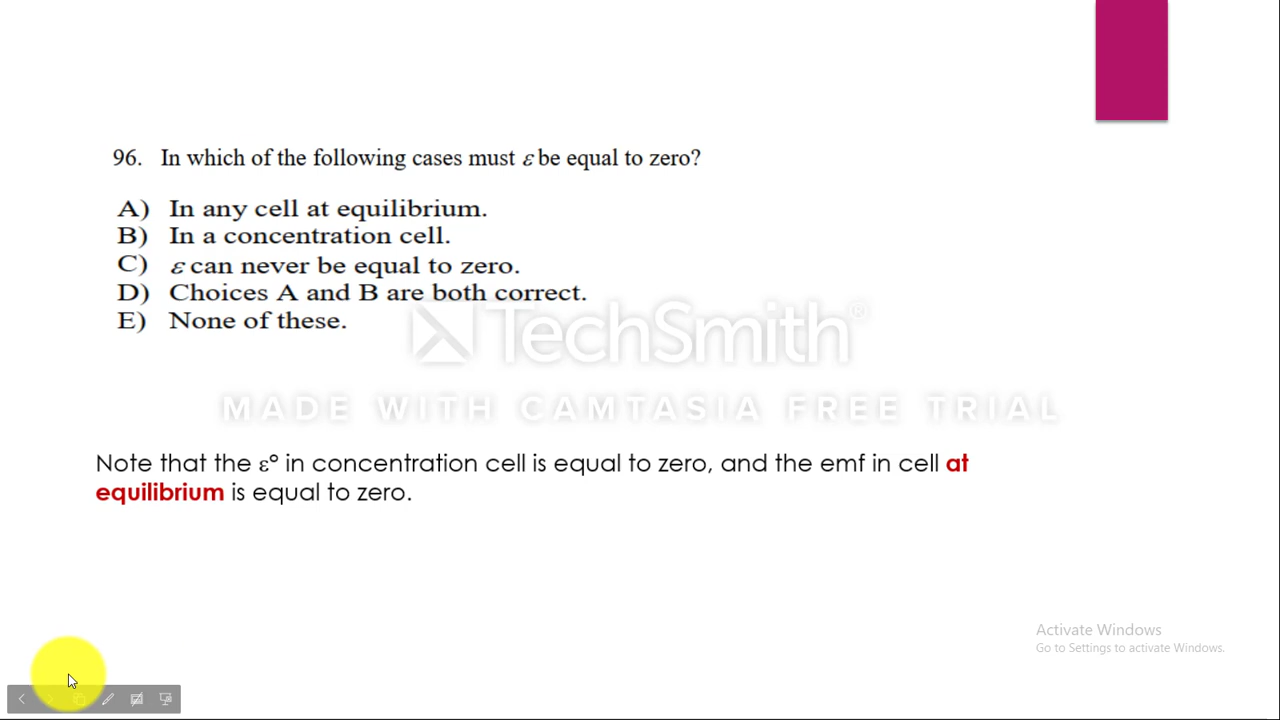 96. In which of the following cases must ε be equal to zero?
A) In any cell at equilibrium.
B) In a concentration cell.
C) ε can never be equal to zero.
D) Choices A and B are both correct.
E) None of these.
TechSmith®
MADE WITH CAMTASIA FREE TRIAL
Note that the ε° in concentration cell is equal to zero, and the emf in cell at
equilibrium is equal to zero.
Activate Windows
Go to Settings to activate Windows.